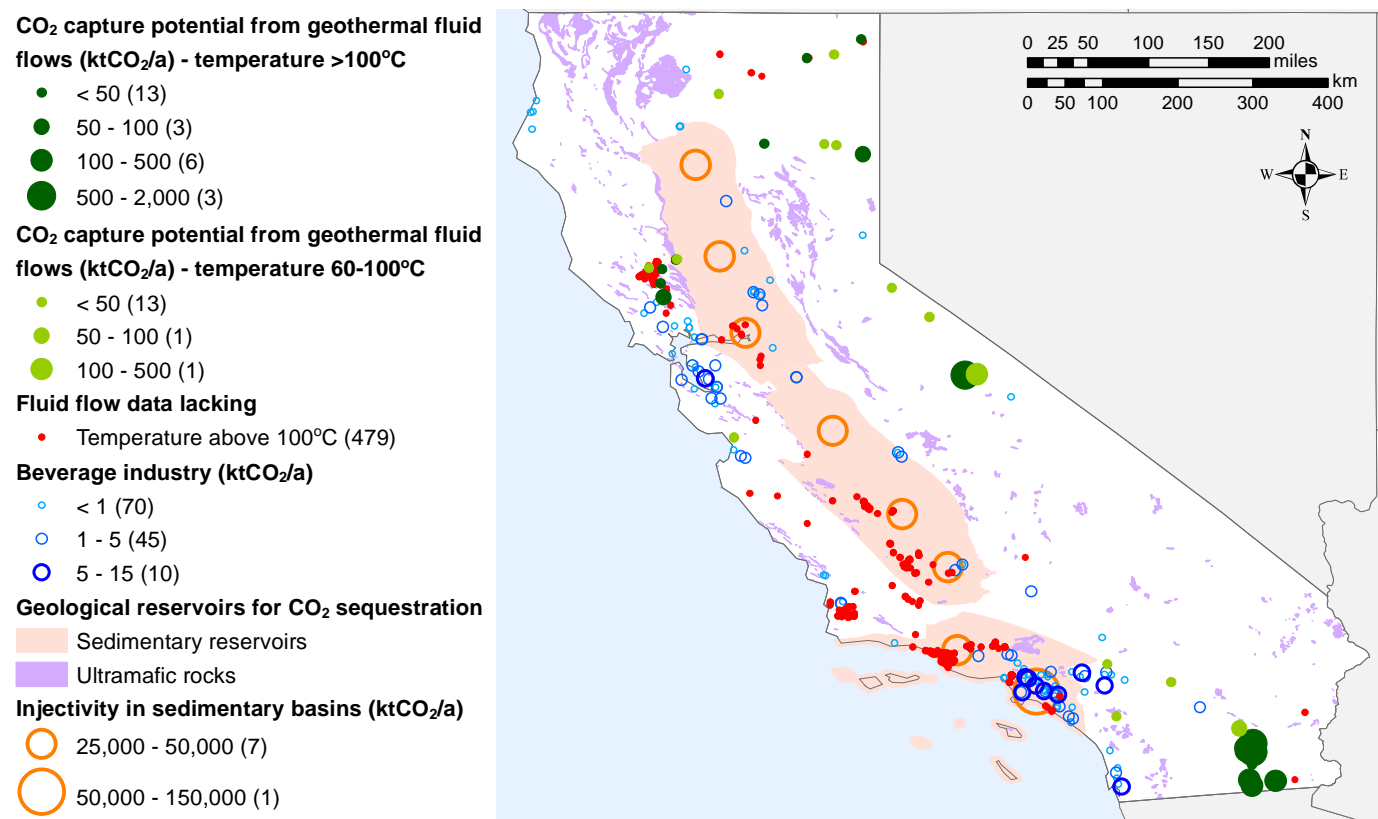 CO₂ capture potential from geothermal fluid
flows (ktCO₂/a) - temperature >100°C
< 50 (13)
50 - 100 (3)
100 - 500 (6)
500 - 2,000 (3)
CO₂ capture potential from geothermal fluid
flows (ktCO₂/a) - temperature 60-100°C
< 50 (13)
50 - 100 (1)
100 - 500 (1)
Fluid flow data lacking
Temperature above 100°C (479)
Beverage industry (ktCO₂/a)
< 1 (70)
1 - 5 (45)
5 - 15 (10)
Geological reservoirs for CO₂ sequestration
Sedimentary reservoirs
Ultramafic rocks
Injectivity in sedimentary basins (ktCO₂/a)
25,000 - 50,000 (7)
50,000 - 150,000 (1)
0 25 50 100 150 200
miles
km
0 50 100 200 300 400
N
W E
S